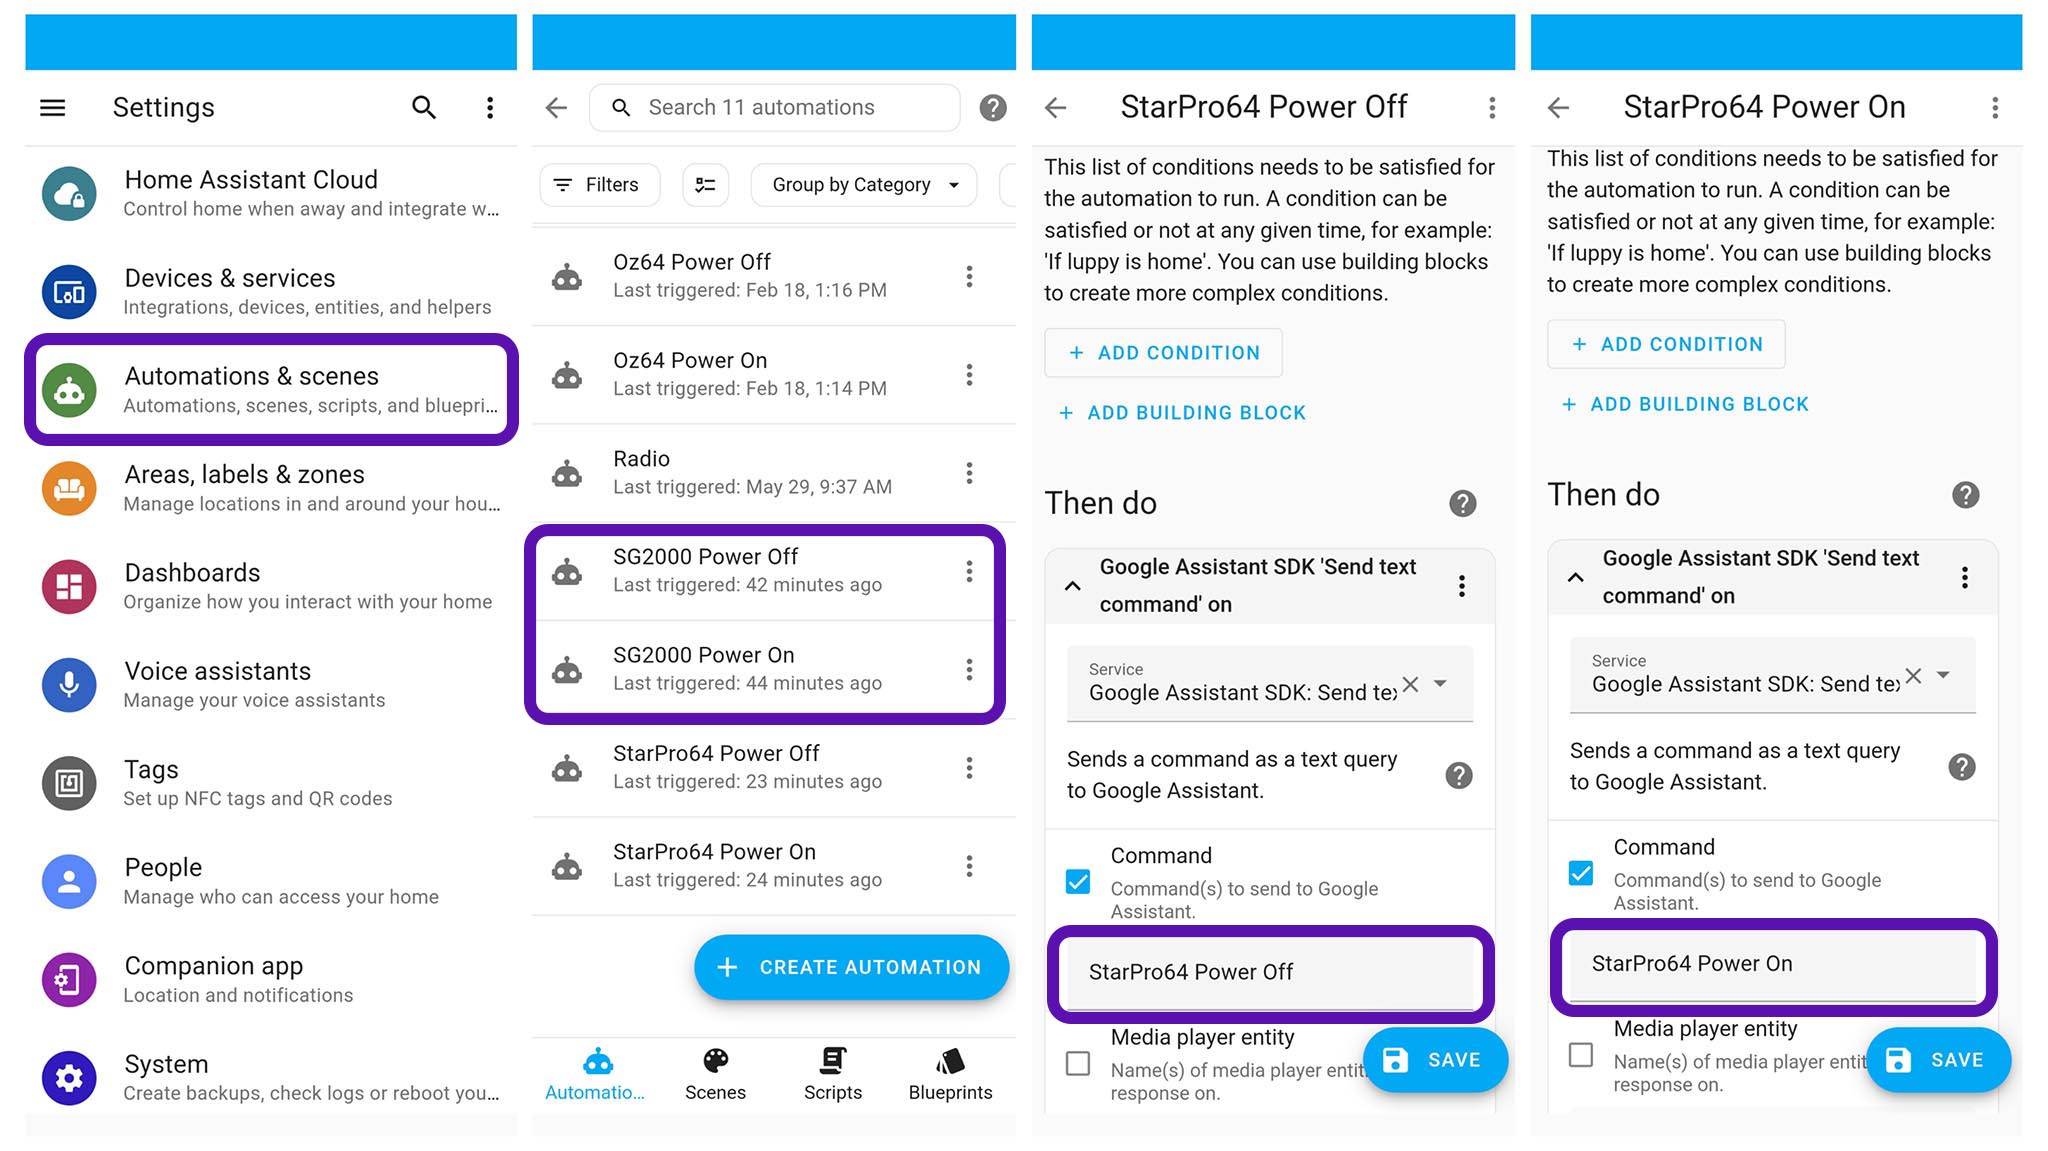 Settings
Home Assistant Cloud
Control home when away and integrate w...
Devices & services
Integrations, devices, entities, and helpers
Automations & scenes
Automations, scenes, scripts, and bluepri...
Areas, labels & zones
Manage locations in and around your hou...
Dashboards
Organize how you interact with your home
Voice assistants
Manage your voice assistants
Tags
Set up NFC tags and QR codes
People
Manage who can access your home
Companion app
Location and notifications
System
Create backups, check logs or reboot you...
Search 11 automations
Filters
Group by Category
Oz64 Power Off
Last triggered: Feb 18, 1:16 PM
Oz64 Power On
Last triggered: Feb 18, 1:14 PM
Radio
Last triggered: May 29, 9:37 AM
SG2000 Power Off
Last triggered: 42 minutes ago
SG2000 Power On
Last triggered: 44 minutes ago
StarPro64 Power Off
Last triggered: 23 minutes ago
StarPro64 Power On
Last triggered: 24 minutes ago
+ CREATE AUTOMATION
Automatio...
Scenes
Scripts
Blueprints
StarPro64 Power Off
This list of conditions needs to be satisfied for
the automation to run. A condition can be
satisfied or not at any given time, for example:
'If luppy is home'. You can use building blocks
to create more complex conditions.
+ ADD CONDITION
+ ADD BUILDING BLOCK
Then do
Google Assistant SDK 'Send text
command' on
Service
Google Assistant SDK: Send te
Sends a command as a text query
to Google Assistant.
Command
Command(s) to send to Google
Assistant.
StarPro64 Power Off
Media player entity
Name(s) of media player entit
response on.
SAVE
StarPro64 Power On
This list of conditions needs to be satisfied for
the automation to run. A condition can be
satisfied or not at any given time, for example:
'If luppy is home'. You can use building blocks
to create more complex conditions.
+ ADD CONDITION
+ ADD BUILDING BLOCK
Then do
Google Assistant SDK 'Send text
command' on
Service
Google Assistant SDK: Send te
Sends a command as a text query
to Google Assistant.
Command
Command(s) to send to Google
Assistant.
StarPro64 Power On
Media player entity
Name(s) of media player entit
response on.
SAVE